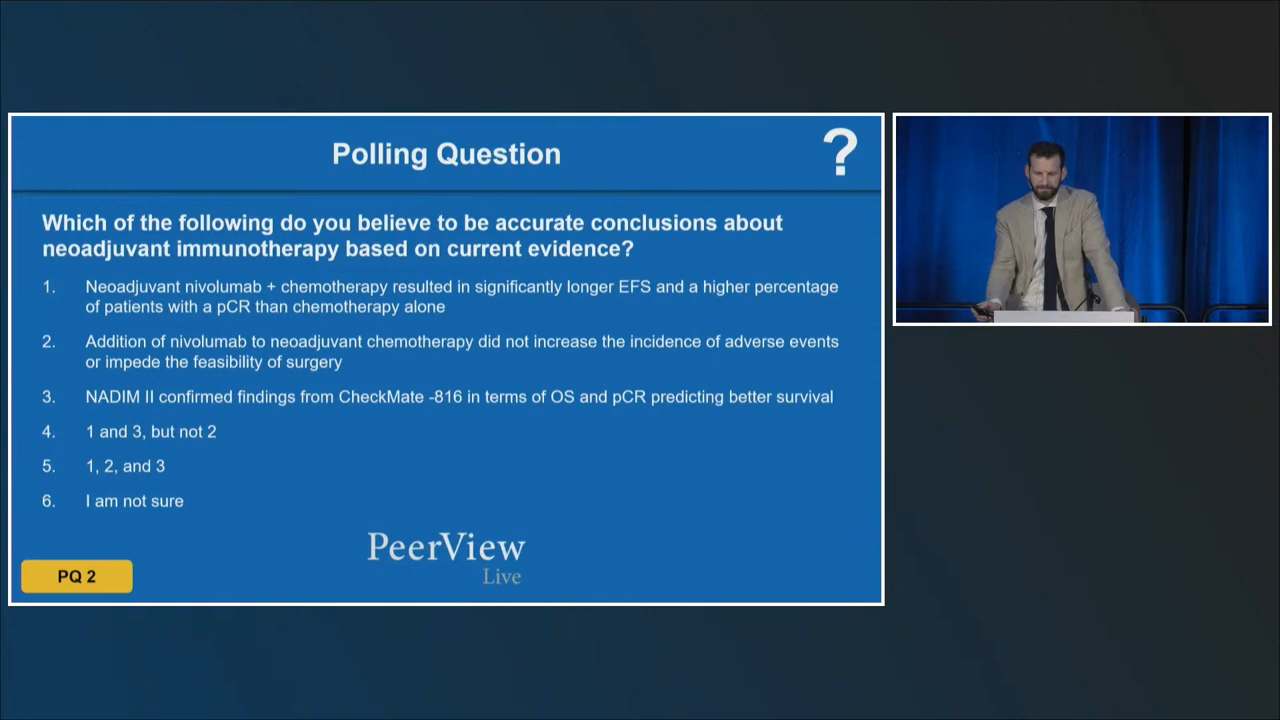 Polling Question
?
Which of the following do you believe to be accurate conclusions about
neoadjuvant immunotherapy based on current evidence?
1. Neoadjuvant nivolumab + chemotherapy resulted in significantly longer EFS and a higher percentage
of patients with a pCR than chemotherapy alone
2. Addition of nivolumab to neoadjuvant chemotherapy did not increase the incidence of adverse events
or impede the feasibility of surgery
3. NADIM II confirmed findings from CheckMate -816 in terms of OS and pCR predicting better survival
4. 1 and 3, but not 2
5. 1, 2, and 3
6. I am not sure
PeerView
Live
PQ 2